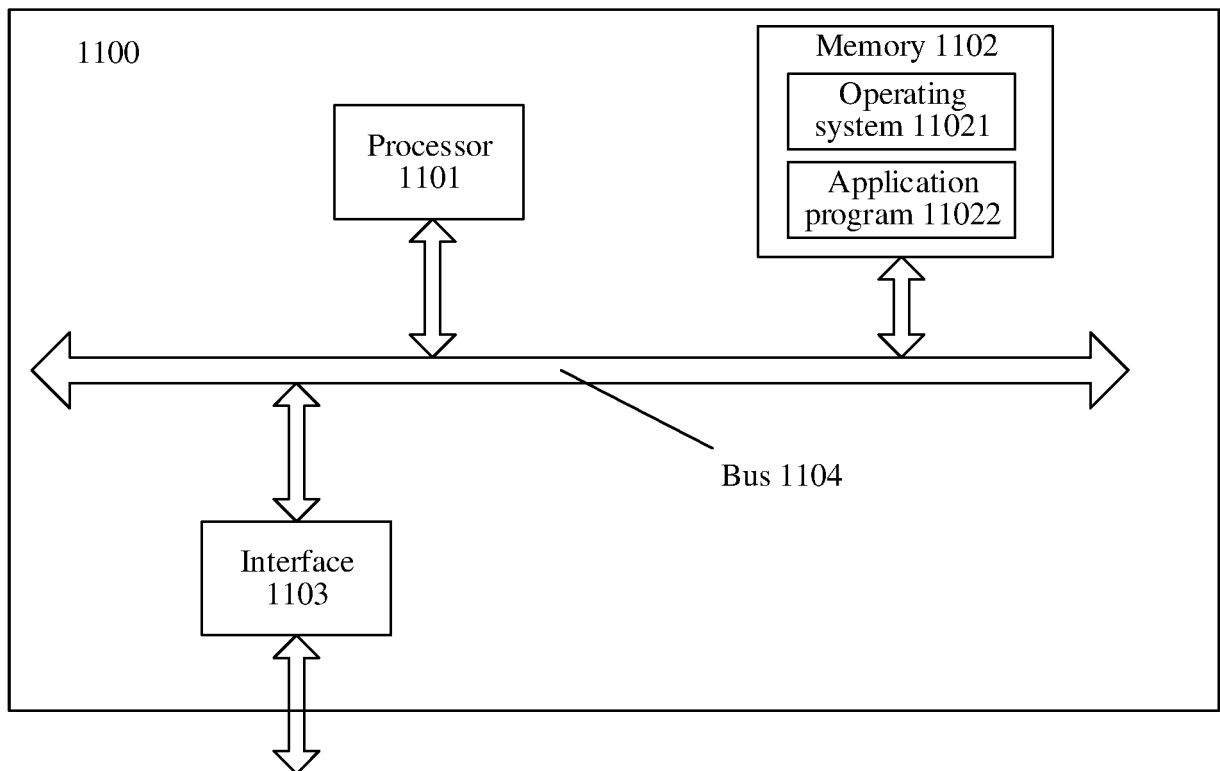 1100
Memory 1102
Operating
system 11021
Application
program 11022
Processor
1101
Bus 1104
Interface
1103